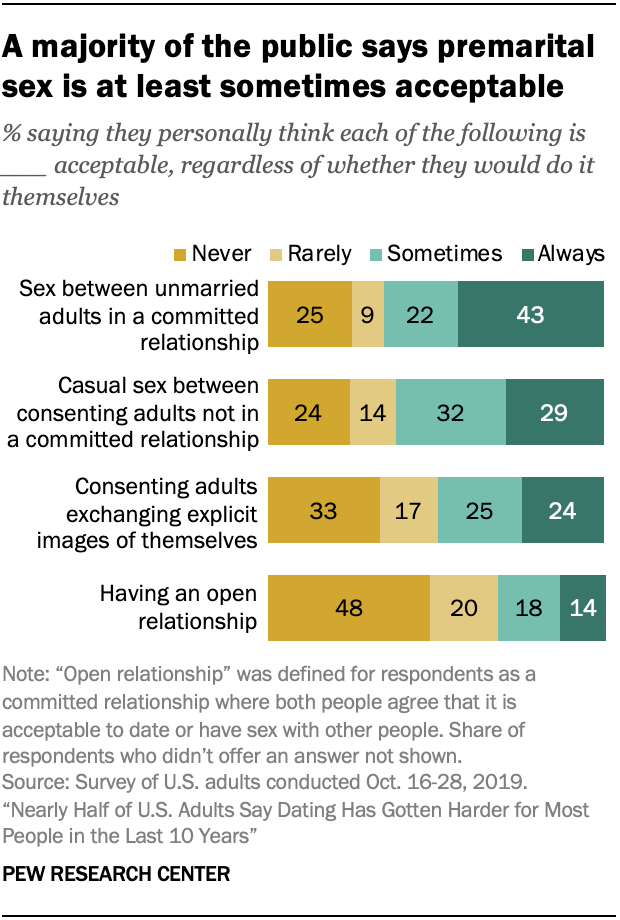 A majority of the public says premarital
sex is at least sometimes acceptable
% saying they personally think each of the following is
___ acceptable, regardless of whether they would do it
themselves
Never Rarely Sometimes Always
Sex between unmarried
adults in a committed
relationship
25 9 22 43
Casual sex between
consenting adults not in
a committed relationship
24 14 32 29
Consenting adults
exchanging explicit
images of themselves
33 17 25 24
Having an open
relationship
48 20 18 14
Note: “Open relationship” was defined for respondents as a
committed relationship where both people agree that it is
acceptable to date or have sex with other people. Share of
respondents who didn’t offer an answer not shown.
Source: Survey of U.S. adults conducted Oct. 16-28, 2019.
“Nearly Half of U.S. Adults Say Dating Has Gotten Harder for Most
People in the Last 10 Years”
PEW RESEARCH CENTER